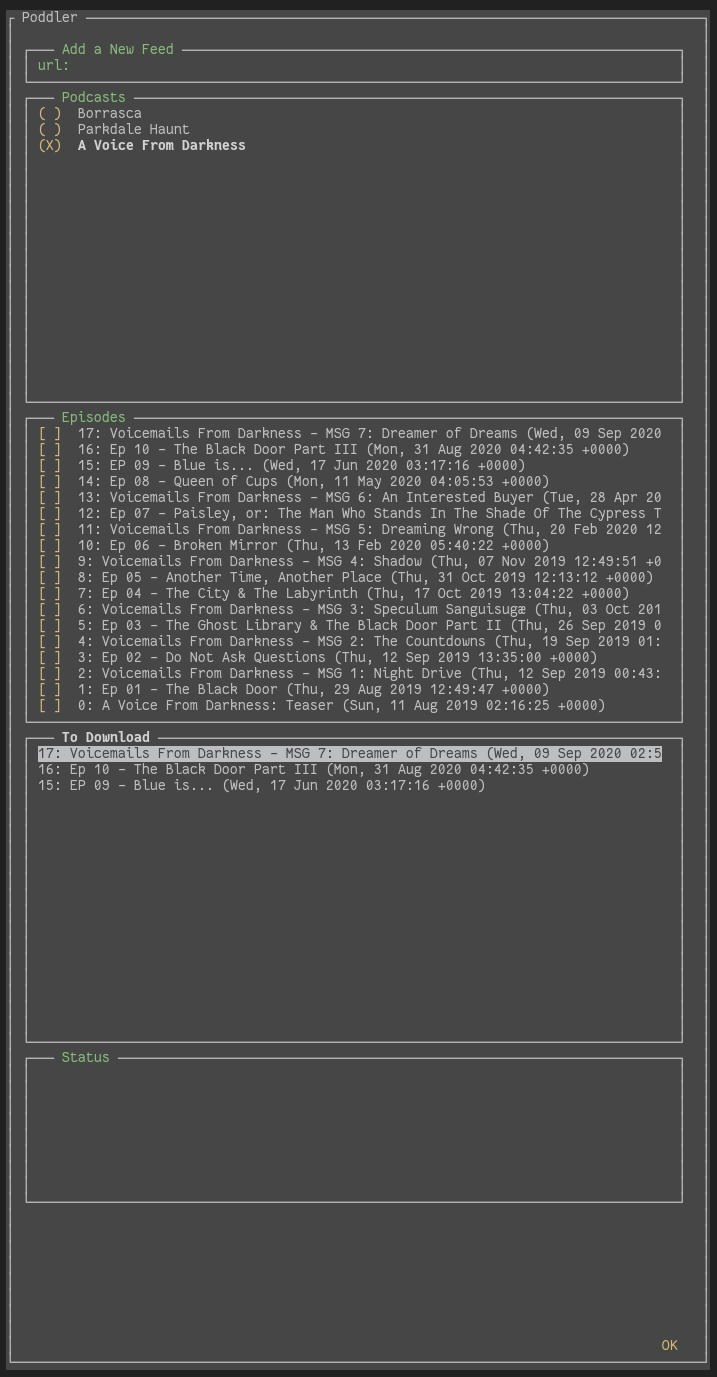 Poddler
Add a New Feed
url:
Podcasts
( ) Borrasca
( ) Parkdale Haunt
(X) A Voice From Darkness
Episodes
[ ] 17: Voicemails From Darkness – MSG 7: Dreamer of Dreams (Wed, 09 Sep 2020
[ ] 16: Ep 10 – The Black Door Part III (Mon, 31 Aug 2020 04:42:35 +0000)
[ ] 15: EP 09 – Blue is... (Wed, 17 Jun 2020 03:17:16 +0000)
[ ] 14: Ep 08 – Queen of Cups (Mon, 11 May 2020 04:05:53 +0000)
[ ] 13: Voicemails From Darkness – MSG 6: An Interested Buyer (Tue, 28 Apr 20
[ ] 12: Ep 07 – Paisley, or: The Man Who Stands In The Shade Of The Cypress T
[ ] 11: Voicemails From Darkness – MSG 5: Dreaming Wrong (Thu, 20 Feb 2020 12
[ ] 10: Ep 06 – Broken Mirror (Thu, 13 Feb 2020 05:40:22 +0000)
[ ] 9: Voicemails From Darkness – MSG 4: Shadow (Thu, 07 Nov 2019 12:49:51 +0
[ ] 8: Ep 05 – Another Time, Another Place (Thu, 31 Oct 2019 12:13:12 +0000)
[ ] 7: Ep 04 – The City & The Labyrinth (Thu, 17 Oct 2019 13:04:22 +0000)
[ ] 6: Voicemails From Darkness – MSG 3: Speculum Sanguisugæ (Thu, 03 Oct 201
[ ] 5: Ep 03 – The Ghost Library & The Black Door Part II (Thu, 26 Sep 2019 0
[ ] 4: Voicemails From Darkness – MSG 2: The Countdowns (Thu, 19 Sep 2019 01:
[ ] 3: Ep 02 – Do Not Ask Questions (Thu, 12 Sep 2019 13:35:00 +0000)
[ ] 2: Voicemails From Darkness – MSG 1: Night Drive (Thu, 12 Sep 2019 00:43:
[ ] 1: Ep 01 – The Black Door (Thu, 29 Aug 2019 12:49:47 +0000)
[ ] 0: A Voice From Darkness: Teaser (Sun, 11 Aug 2019 02:16:25 +0000)
To Download
17: Voicemails From Darkness – MSG 7: Dreamer of Dreams (Wed, 09 Sep 2020 02:5
16: Ep 10 – The Black Door Part III (Mon, 31 Aug 2020 04:42:35 +0000)
15: EP 09 – Blue is... (Wed, 17 Jun 2020 03:17:16 +0000)
Status
OK